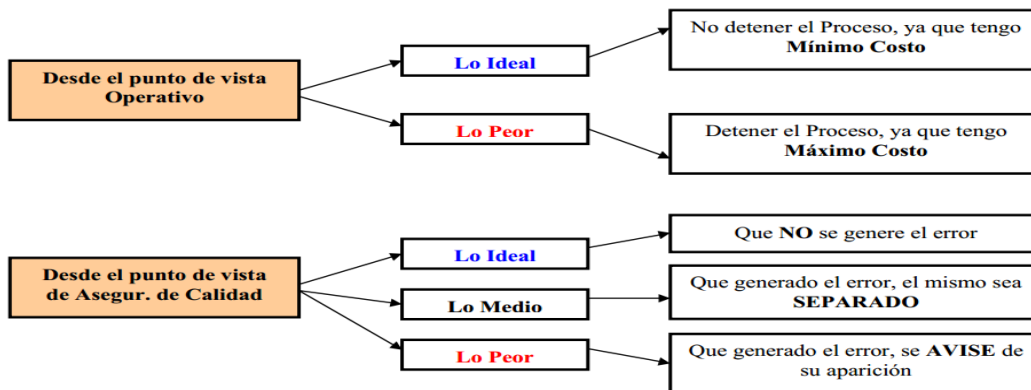 Desde el punto de vista
Operativo
Lo Ideal
No detener el Proceso, ya que tengo
Mínimo Costo
Lo Peor
Detener el Proceso, ya que tengo
Máximo Costo
Desde el punto de vista
de Asegur. de Calidad
Lo Ideal
Que NO se genere el error
Lo Medio
Que generado el error, el mismo sea
SEPARADO
Lo Peor
Que generado el error, se AVISE de
su aparición